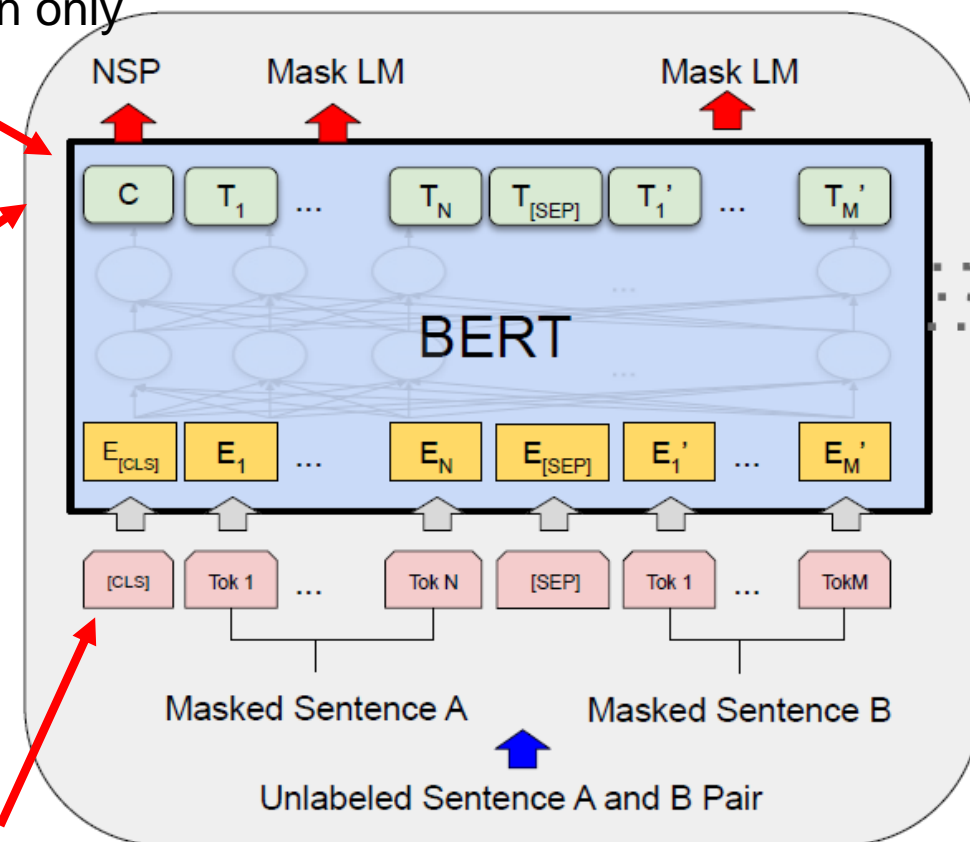 n only
NSP Mask LM Mask LM
C T1 ... TN T[SEP] T1' ... TM'
...
BERT
...
E[CLS] E1 ... EN E[SEP] E1' ... EM'
[CLS] Tok 1 ... Tok N [SEP] Tok 1 ... TokM
Masked Sentence A Masked Sentence B
Unlabeled Sentence A and B Pair